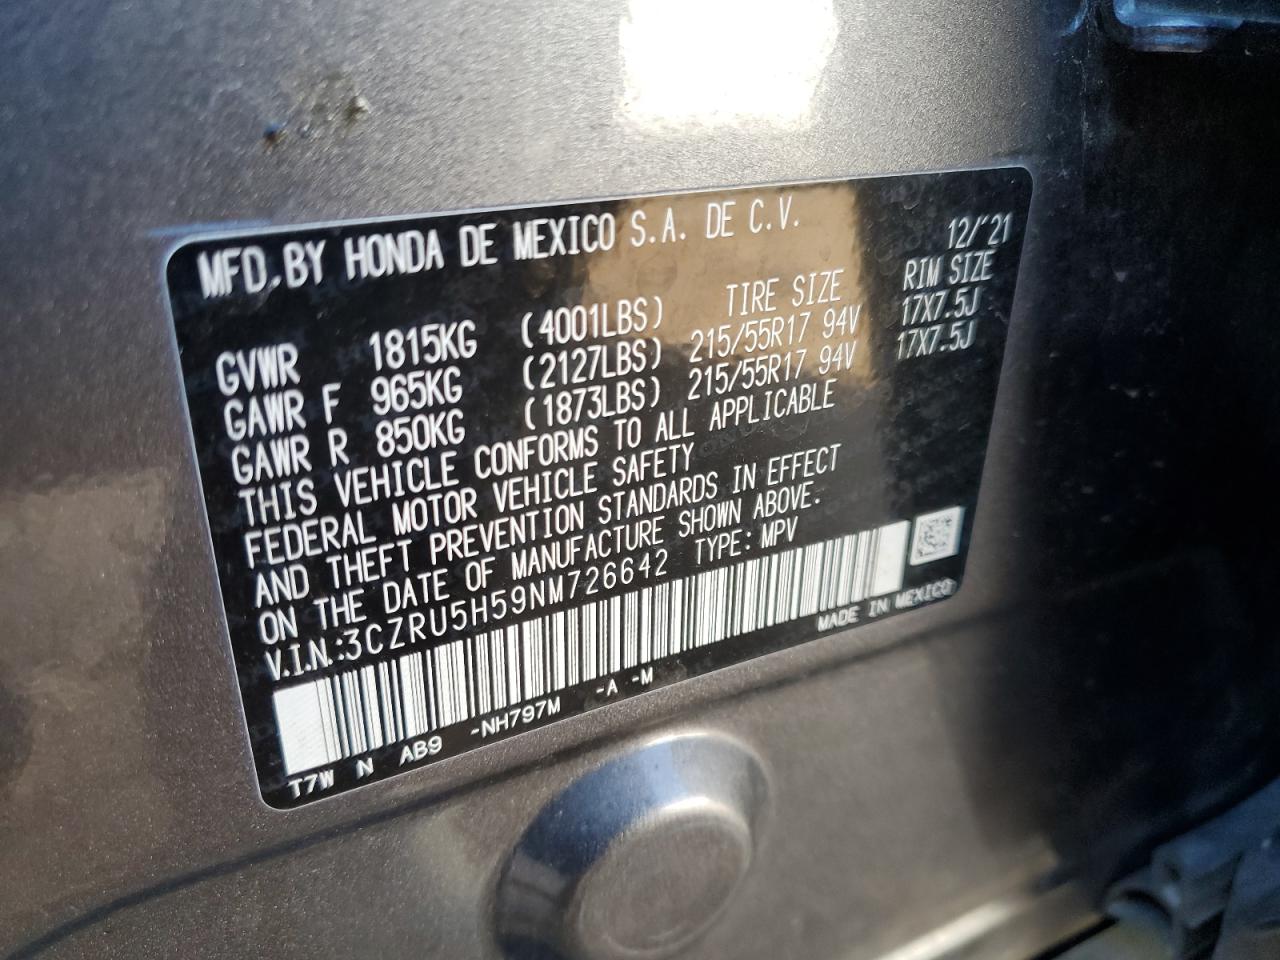 MFD.BY HONDA DE MEXICO S.A. DE C.V. 12/'21
TIRE SIZE RIM SIZE
GVWR 1815KG (4001LBS)
GAWR F 965KG (2127LBS) 215/55R17 94V 17X7.5J
GAWR R 850KG (1873LBS) 215/55R17 94V 17X7.5J
THIS VEHICLE CONFORMS TO ALL APPLICABLE
FEDERAL MOTOR VEHICLE SAFETY
AND THEFT PREVENTION STANDARDS IN EFFECT
ON THE DATE OF MANUFACTURE SHOWN ABOVE.
V.I.N.:3CZRU5H59NM726642 TYPE:MPV
MADE IN MEXICO
T7W N AB9 -NH797M -A -M